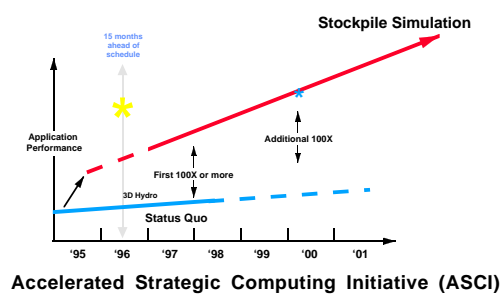 Stockpile Simulation
15 months
ahead of
schedule
*
*
Application
Performance
Additional 100X
First 100X or more
3D Hydro
Status Quo
‘95 ‘96 ‘97 ‘98 ‘99 ‘00 ‘01
Accelerated Strategic Computing Initiative (ASCI)